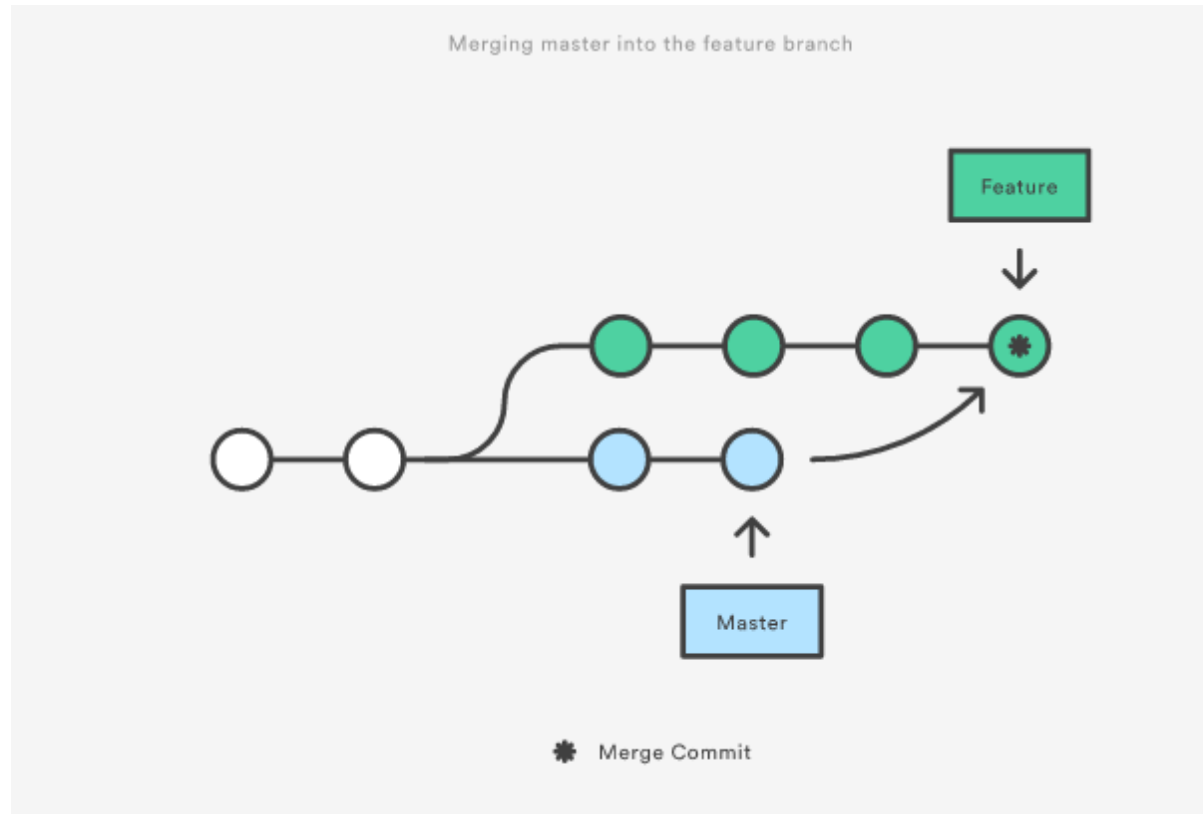 Merging master into the feature branch
Feature
Master
Merge Commit